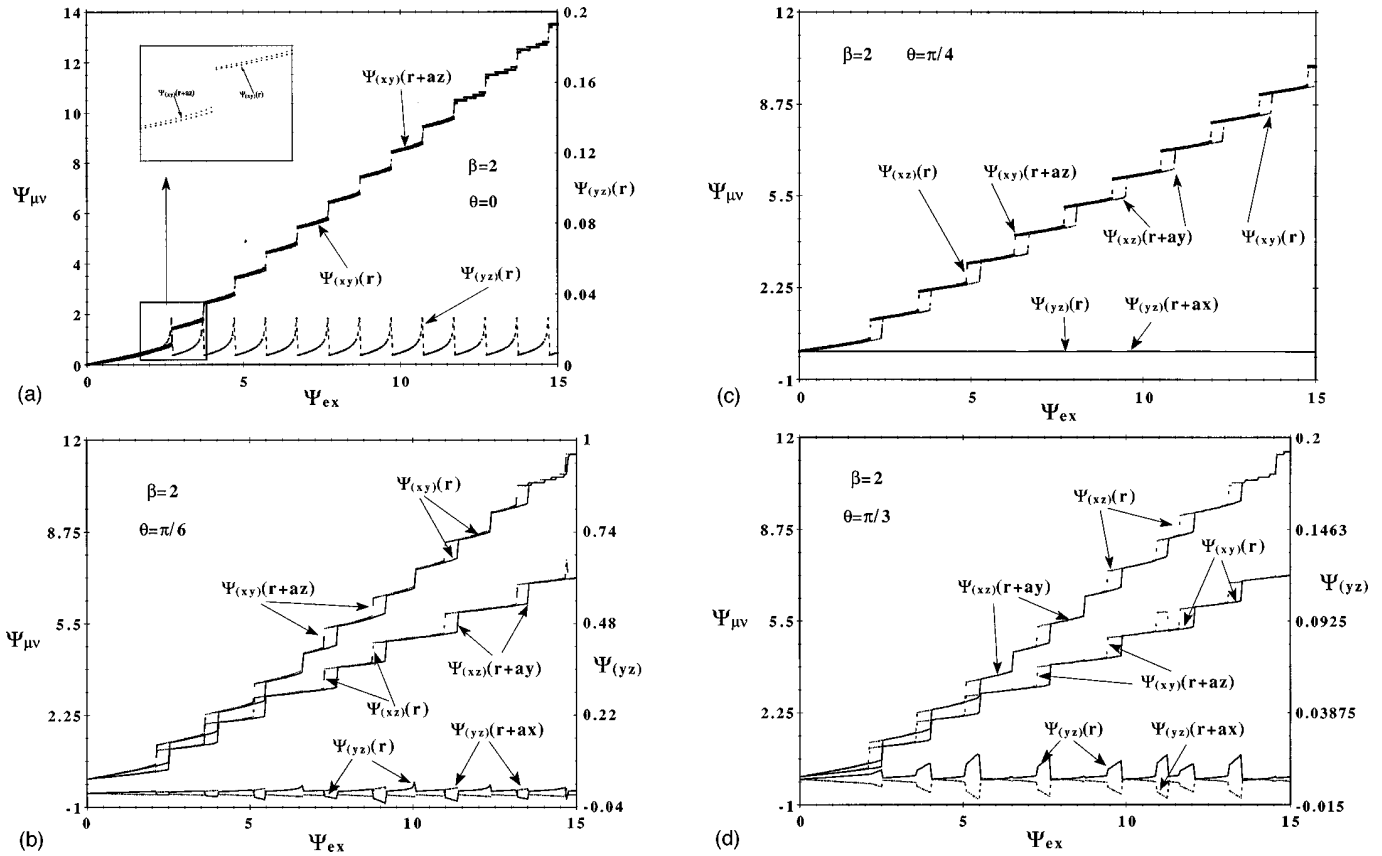 14
12
10
8
6
4
2
0
Ψμν
0.2
0.16
0.12
0.08
0.04
0
Ψ(yz)(r)
Ψ(xy)(r+az)
Ψ(xy)(r)
Ψ(xy)(r+az)
β=2
θ=0
Ψ(xy)(r)
Ψ(yz)(r)
0 5 10 15
Ψex
(a)
12
8.75
5.5
2.25
-1
Ψμν
β=2 θ=π/4
Ψ(xz)(r)
Ψ(xy)(r+az)
Ψ(xz)(r+ay)
Ψ(xy)(r)
Ψ(yz)(r)
Ψ(yz)(r+ax)
0 5 10 15
Ψex
(c)
12
8.75
5.5
2.25
-1
Ψμν
1
0.74
0.48
0.22
-0.04
Ψ(yz)
β=2
θ=π/6
Ψ(xy)(r)
Ψ(xy)(r+az)
Ψ(xz)(r+ay)
Ψ(xz)(r)
Ψ(yz)(r)
Ψ(yz)(r+ax)
0 5 10 15
Ψex
(b)
12
8.75
5.5
2.25
-1
Ψμν
0.2
0.1463
0.0925
0.03875
-0.015
Ψ(yz)
β=2
θ=π/3
Ψ(xz)(r)
Ψ(xy)(r)
Ψ(xz)(r+ay)
Ψ(xy)(r+az)
Ψ(yz)(r)
Ψ(yz)(r+ax)
0 5 10 15
Ψex
(d)